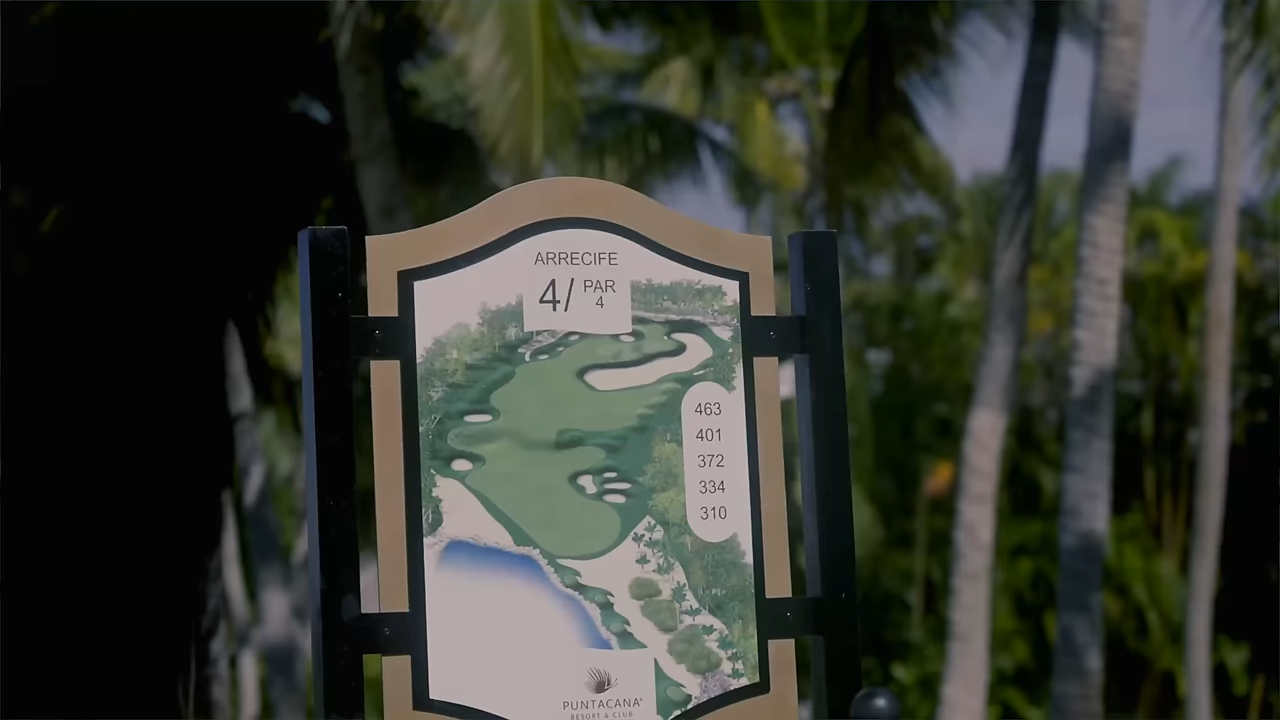 ARRECIFE
4/ PAR 4
463
401
372
334
310
PUNTACANA
RESORT & CLUB